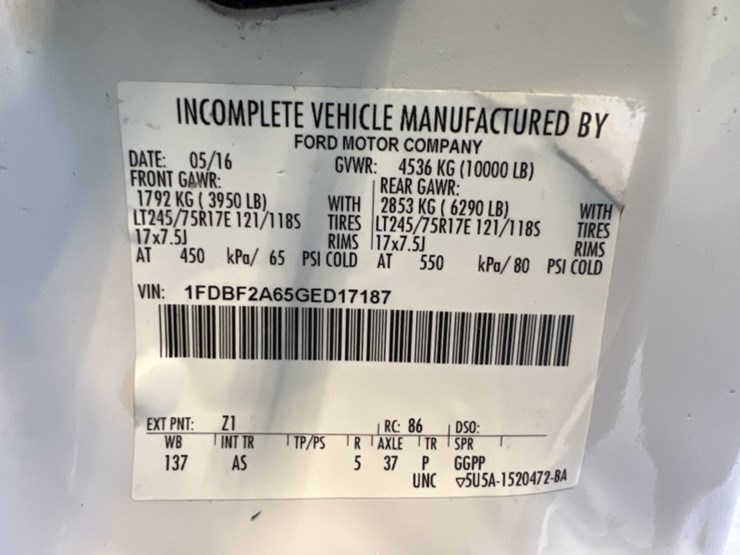 INCOMPLETE VEHICLE MANUFACTURED BY
FORD MOTOR COMPANY
DATE: 05/16 GVWR: 4536 KG (10000 LB)
FRONT GAWR: REAR GAWR:
1792 KG ( 3950 LB) WITH 2853 KG ( 6290 LB) WITH
LT245/75R17E 121/118S TIRES LT245/75R17E 121/118S TIRES
17x7.5J RIMS 17x7.5J RIMS
AT 450 kPa/ 65 PSI COLD AT 550 kPa/ 80 PSI COLD
VIN: 1FDBF2A65GED17187
EXT PNT: Z1 RC: 86 DSO:
WB INT TR TP/PS R AXLE TR SPR
137 AS 5 37 P GGPP
UNC ▽5U5A-1520472-BA